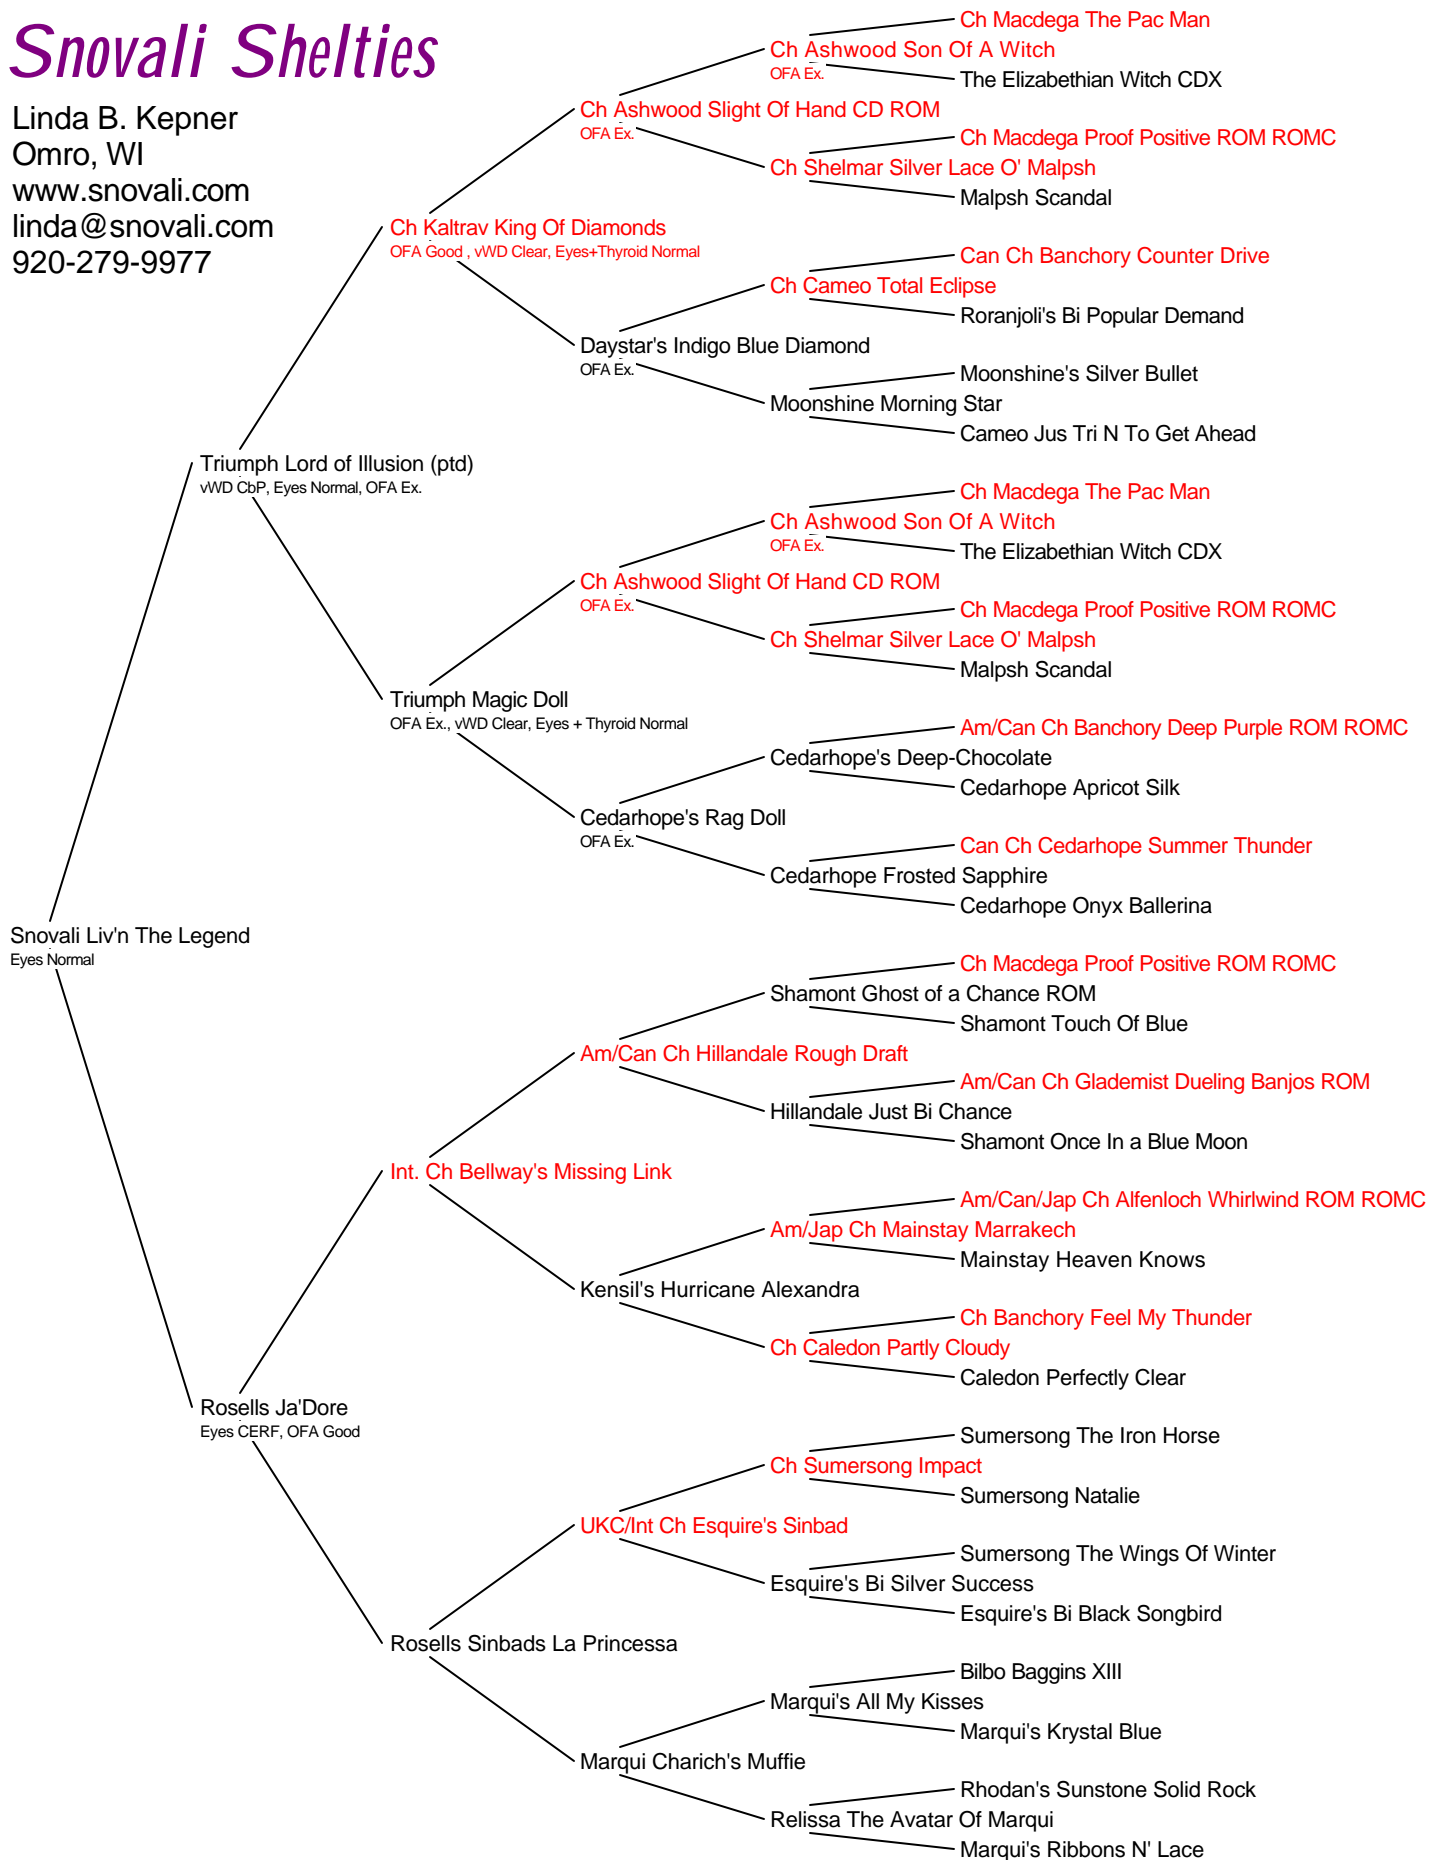 Snovali Shelties
Linda B. Kepner
Omro, WI
www.snovali.com
linda@snovali.com
920-279-9977
Ch Macdega The Pac Man
Ch Ashwood Son Of A Witch
OFA Ex.
The Elizabethian Witch CDX
Ch Ashwood Slight Of Hand CD ROM
OFA Ex.
Ch Macdega Proof Positive ROM ROMC
Ch Shelmar Silver Lace O' Malpsh
Malpsh Scandal
Ch Kaltrav King Of Diamonds
OFA Good , vWD Clear, Eyes+Thyroid Normal
Can Ch Banchory Counter Drive
Ch Cameo Total Eclipse
Roranjoli's Bi Popular Demand
Daystar's Indigo Blue Diamond
OFA Ex.
Moonshine's Silver Bullet
Moonshine Morning Star
Cameo Jus Tri N To Get Ahead
Triumph Lord of Illusion (ptd)
vWD CbP, Eyes Normal, OFA Ex.
Ch Macdega The Pac Man
Ch Ashwood Son Of A Witch
OFA Ex.
The Elizabethian Witch CDX
Ch Ashwood Slight Of Hand CD ROM
OFA Ex.
Ch Macdega Proof Positive ROM ROMC
Ch Shelmar Silver Lace O' Malpsh
Malpsh Scandal
Triumph Magic Doll
OFA Ex., vWD Clear, Eyes + Thyroid Normal
Am/Can Ch Banchory Deep Purple ROM ROMC
Cedarhope's Deep-Chocolate
Cedarhope Apricot Silk
Cedarhope's Rag Doll
OFA Ex.
Can Ch Cedarhope Summer Thunder
Cedarhope Frosted Sapphire
Cedarhope Onyx Ballerina
Snovali Liv'n The Legend
Eyes Normal
Ch Macdega Proof Positive ROM ROMC
Shamont Ghost of a Chance ROM
Shamont Touch Of Blue
Am/Can Ch Hillandale Rough Draft
Am/Can Ch Glademist Dueling Banjos ROM
Hillandale Just Bi Chance
Shamont Once In a Blue Moon
Int. Ch Bellway's Missing Link
Am/Can/Jap Ch Alfenloch Whirlwind ROM ROMC
Am/Jap Ch Mainstay Marrakech
Mainstay Heaven Knows
Kensil's Hurricane Alexandra
Ch Banchory Feel My Thunder
Ch Caledon Partly Cloudy
Caledon Perfectly Clear
Rosells Ja'Dore
Eyes CERF, OFA Good
Sumersong The Iron Horse
Ch Sumersong Impact
Sumersong Natalie
UKC/Int Ch Esquire's Sinbad
Sumersong The Wings Of Winter
Esquire's Bi Silver Success
Esquire's Bi Black Songbird
Rosells Sinbads La Princessa
Bilbo Baggins XIII
Marqui's All My Kisses
Marqui's Krystal Blue
Marqui Charich's Muffie
Rhodan's Sunstone Solid Rock
Relissa The Avatar Of Marqui
Marqui's Ribbons N' Lace